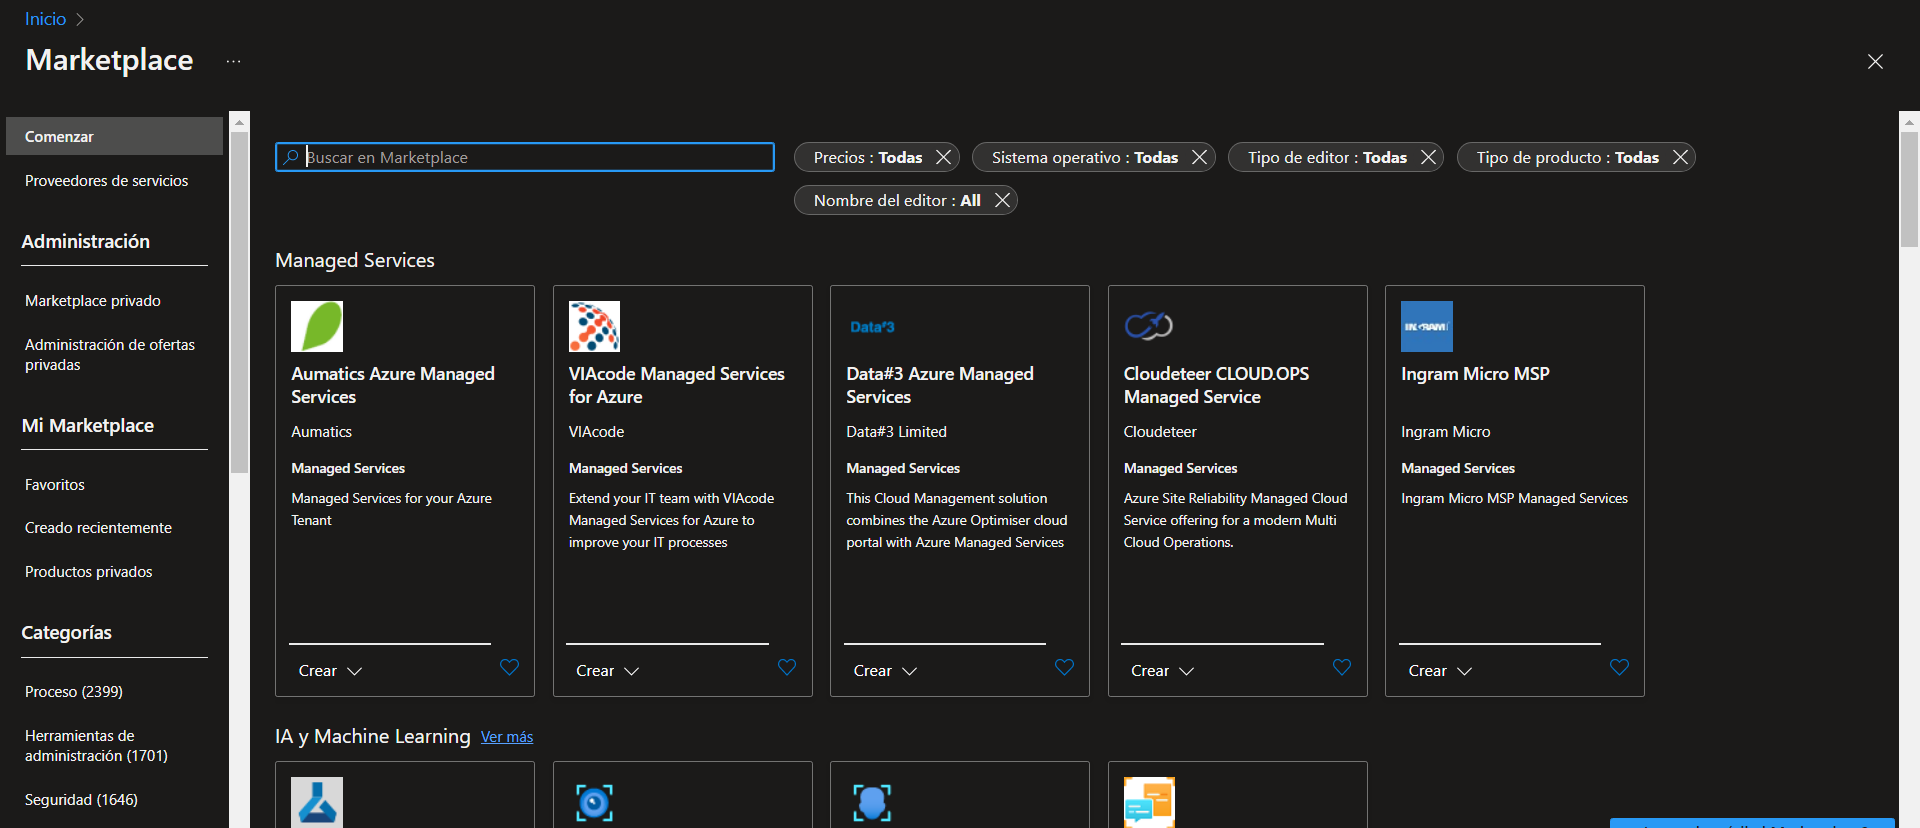 Inicio
Marketplace
Comenzar
Proveedores de servicios
Administración
Marketplace privado
Administración de ofertas
privadas
Mi Marketplace
Favoritos
Creado recientemente
Productos privados
Categorías
Proceso (2399)
Herramientas de
administración (1701)
Seguridad (1646)
Buscar en Marketplace
Precios : Todas
Sistema operativo : Todas
Tipo de editor : Todas
Tipo de producto : Todas
Nombre del editor : All
Managed Services
Aumatics Azure Managed
Services
Aumatics
Managed Services
Managed Services for your Azure
Tenant
Crear
VIAcode Managed Services
for Azure
VIAcode
Managed Services
Extend your IT team with VIAcode
Managed Services for Azure to
improve your IT processes
Crear
Data#3
Data#3 Azure Managed
Services
Data#3 Limited
Managed Services
This Cloud Management solution
combines the Azure Optimiser cloud
portal with Azure Managed Services
Crear
Cloudeteer CLOUD.OPS
Managed Service
Cloudeteer
Managed Services
Azure Site Reliability Managed Cloud
Service offering for a modern Multi
Cloud Operations.
Crear
INGRAM
Ingram Micro MSP
Ingram Micro
Managed Services
Ingram Micro MSP Managed Services
Crear
IA y Machine Learning Ver más